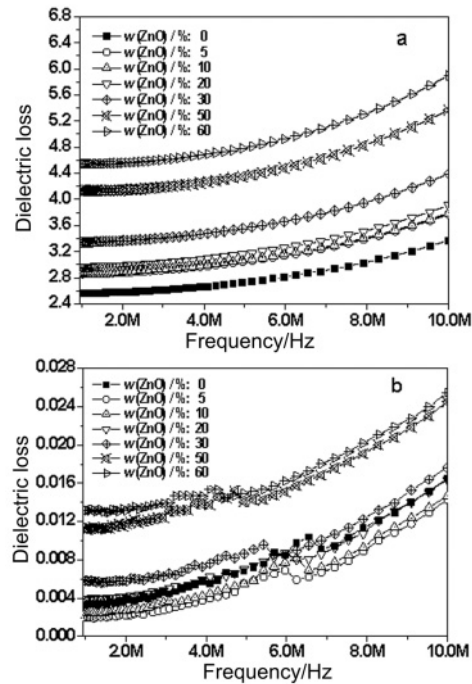 6.8
6.4
6.0
5.6
5.2
4.8
4.4
4.0
3.6
3.2
2.8
2.4
Dielectric loss
a
w(ZnO)/%: 0
w(ZnO)/%: 5
w(ZnO)/%: 10
w(ZnO)/%: 20
w(ZnO)/%: 30
w(ZnO)/%: 50
w(ZnO)/%: 60
2.0M 4.0M 6.0M 8.0M 10.0M
Frequency/Hz
0.028
0.024
0.020
0.016
0.012
0.008
0.004
0.000
Dielectric loss
b
w(ZnO)/%: 0
w(ZnO)/%: 5
w(ZnO)/%: 10
w(ZnO)/%: 20
w(ZnO)/%: 30
w(ZnO)/%: 50
w(ZnO)/%: 60
2.0M 4.0M 6.0M 8.0M 10.0M
Frequency/Hz